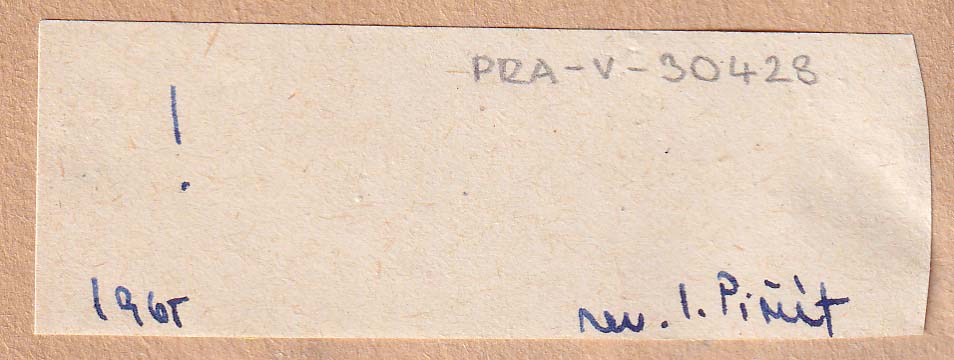 PRA-V-30428
!
1965 rev. I. Pišút